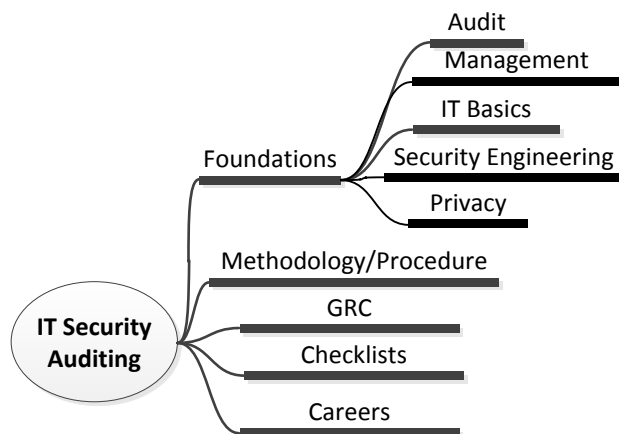 Audit
Management
IT Basics
Security Engineering
Privacy
Foundations
Methodology/Procedure
GRC
Checklists
Careers
IT Security
Auditing